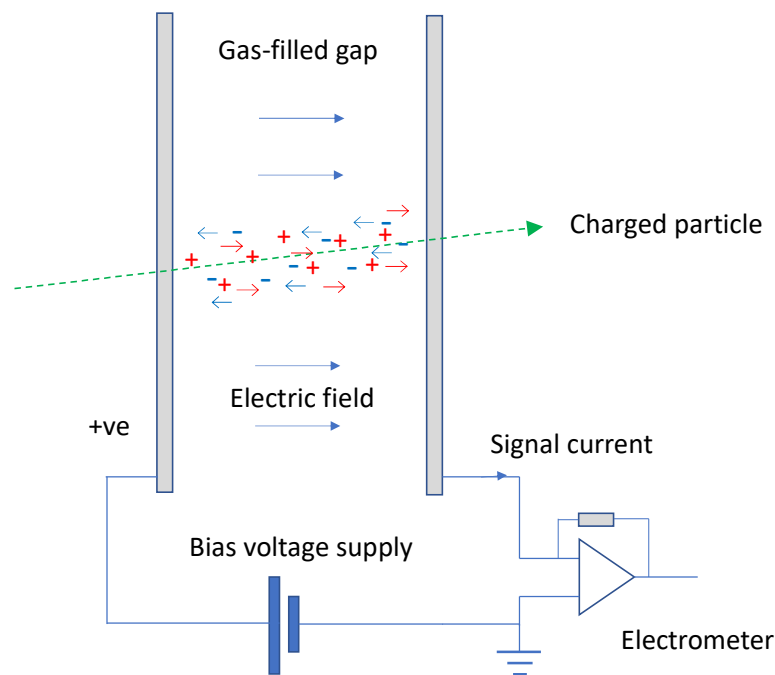 Gas-filled gap
Charged particle
Electric field
+ve
Signal current
Bias voltage supply
Electrometer